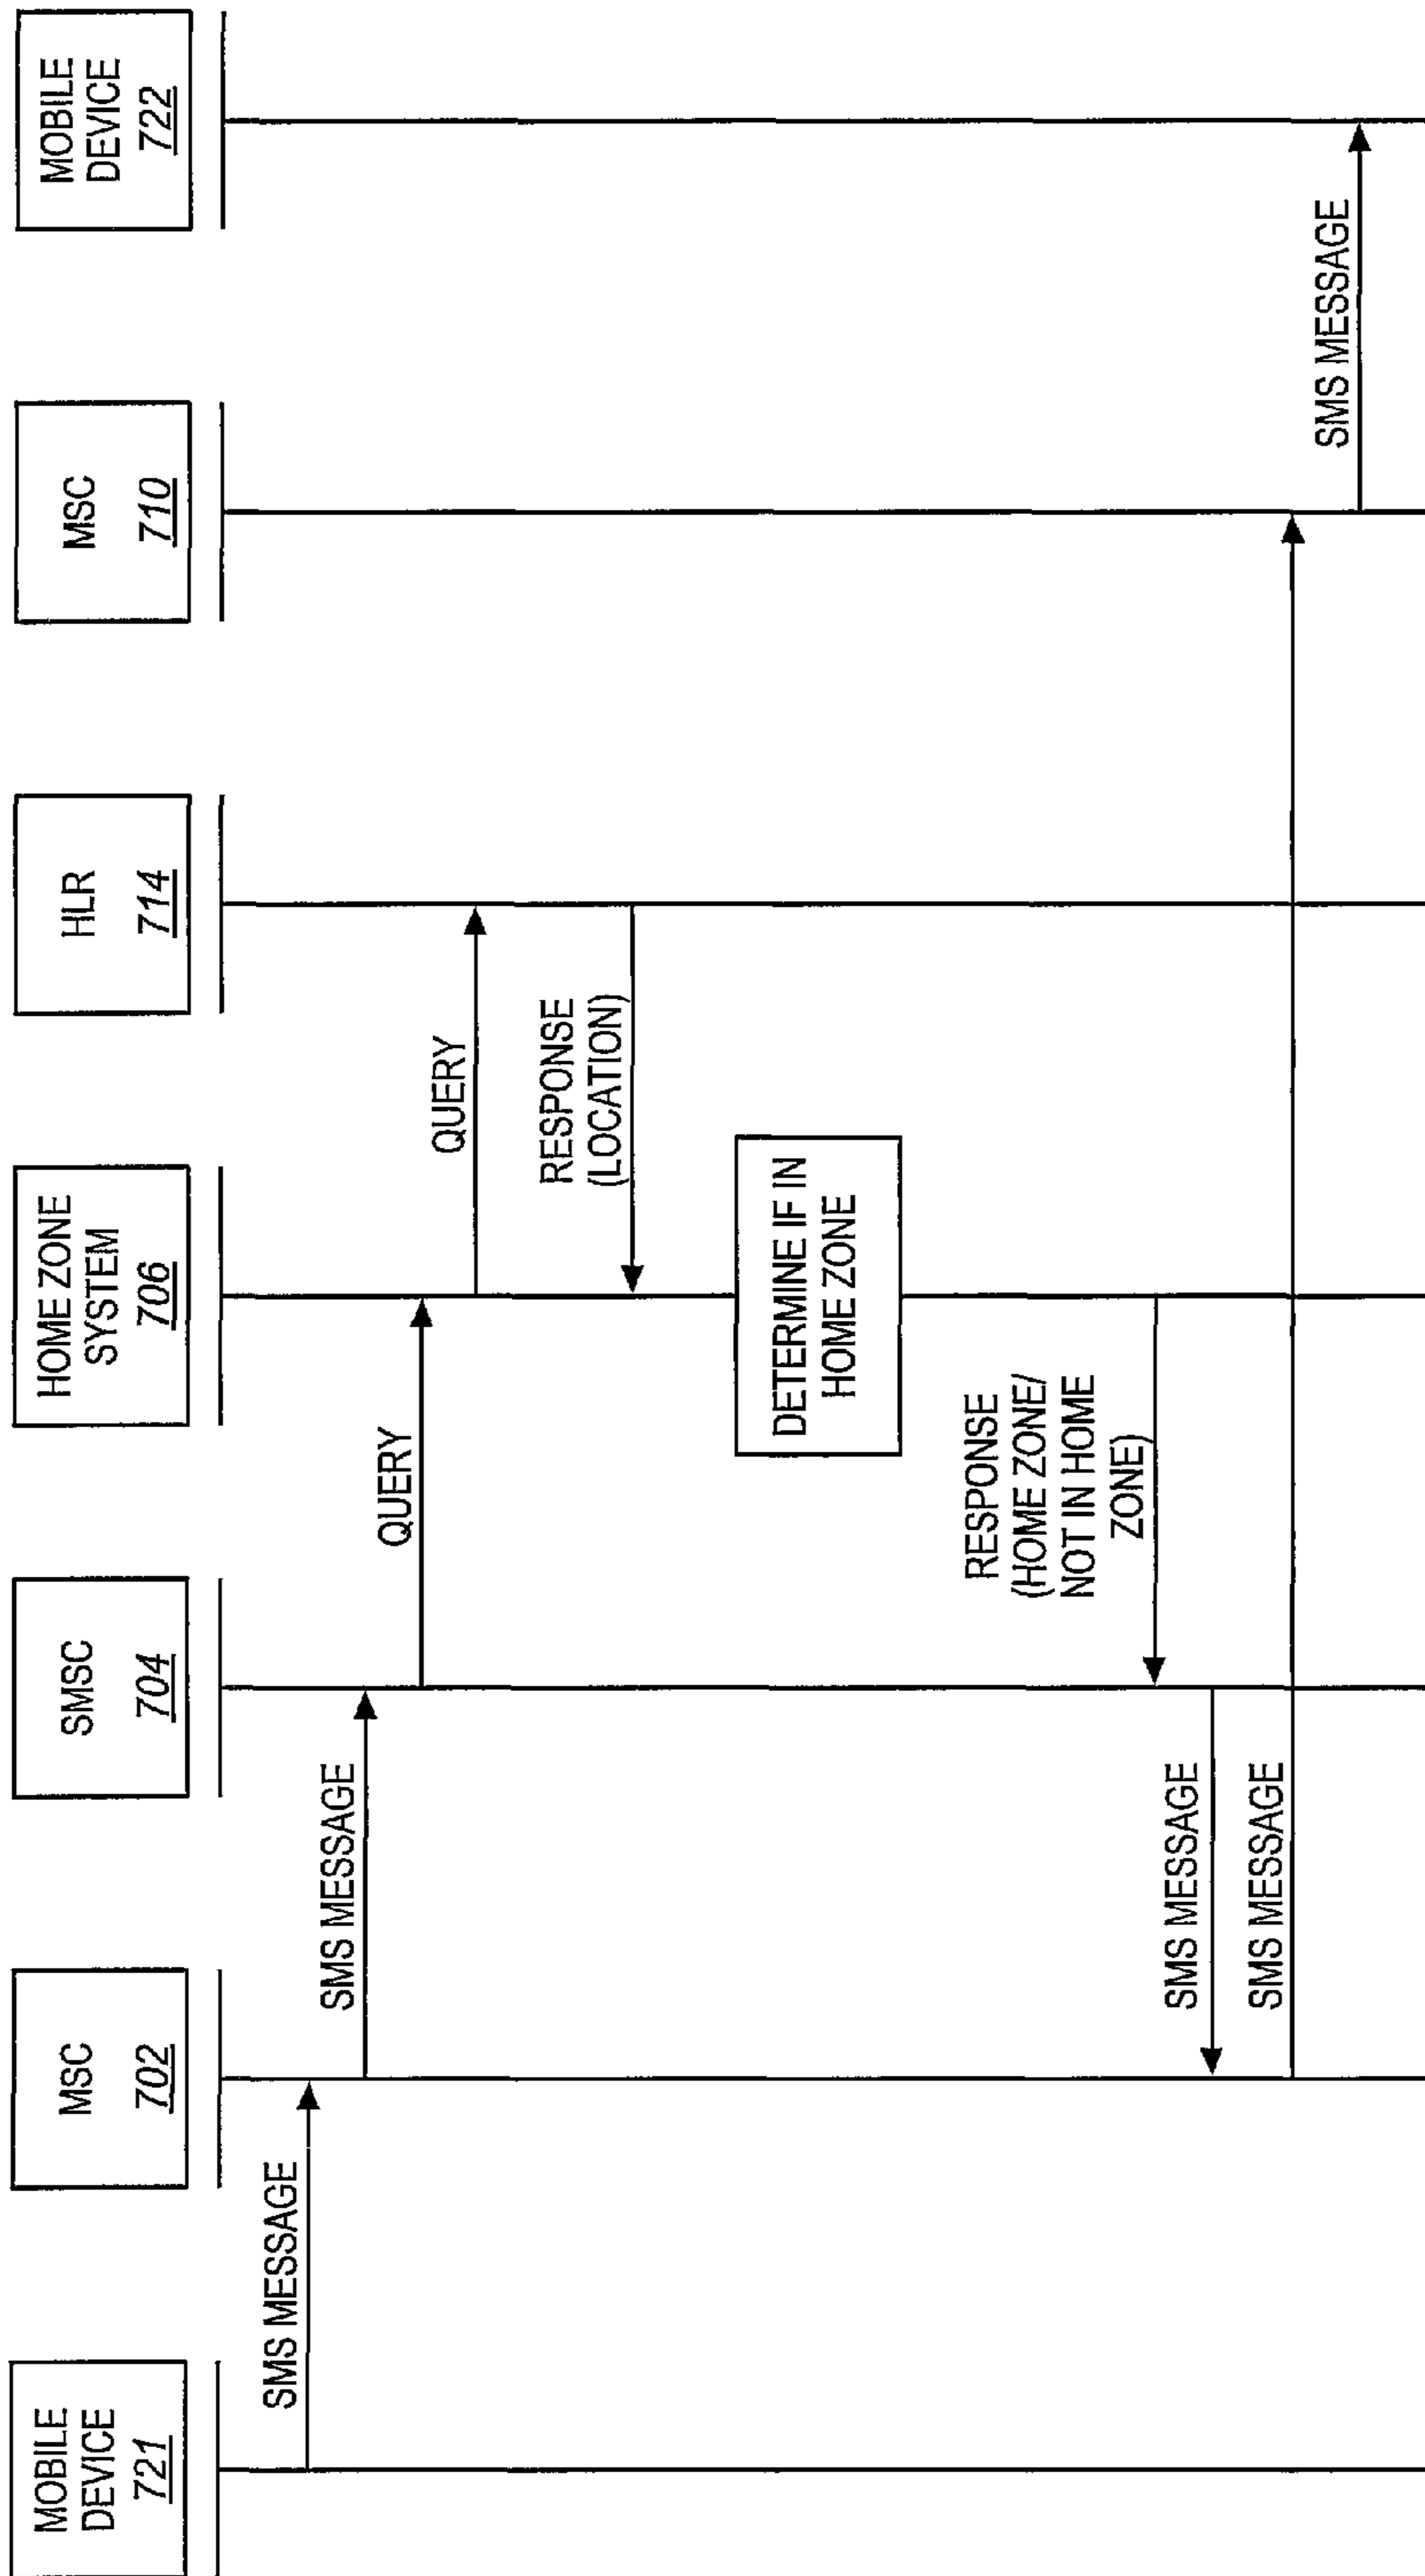 MOBILE
DEVICE
721
MSC
702
SMSC
704
HOME ZONE
SYSTEM
706
HLR
714
MSC
710
MOBILE
DEVICE
722
SMS MESSAGE
SMS MESSAGE
QUERY
QUERY
RESPONSE
(LOCATION)
DETERMINE IF IN
HOME ZONE
RESPONSE
(HOME ZONE/
NOT IN HOME
ZONE)
SMS MESSAGE
SMS MESSAGE
SMS MESSAGE